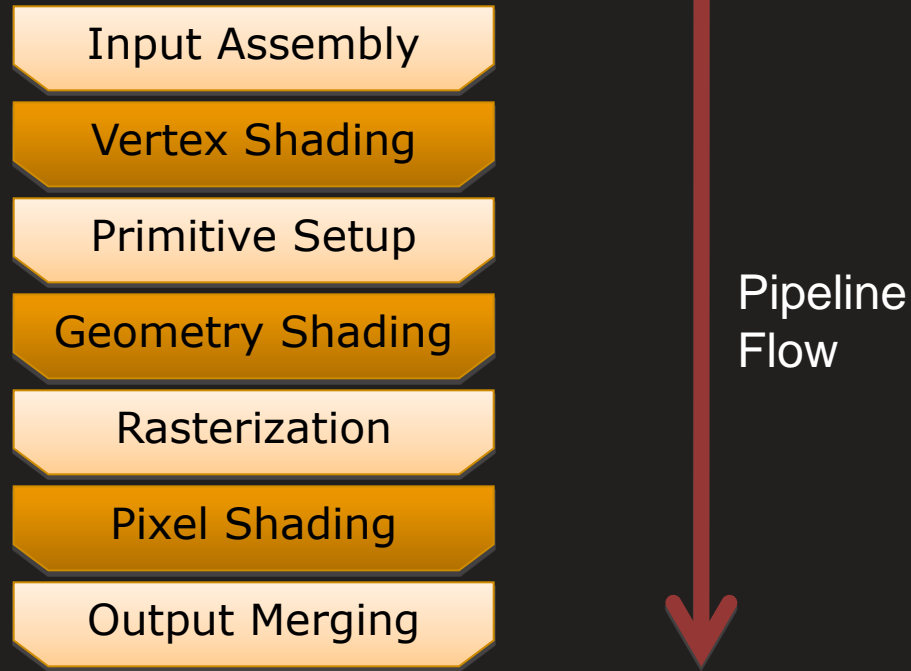 Input Assembly
Vertex Shading
Primitive Setup
Geometry Shading
Rasterization
Pixel Shading
Output Merging
Pipeline
Flow